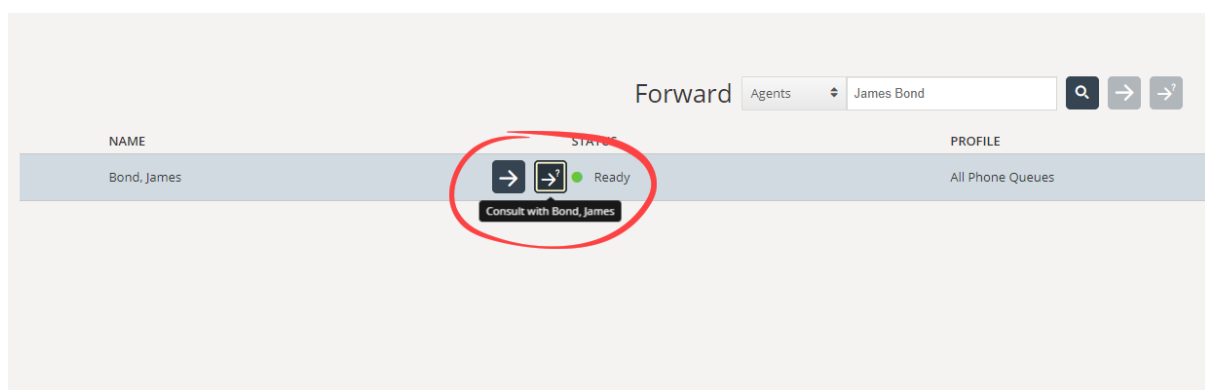 Forward Agents James Bond
NAME STATUS PROFILE
Bond, James Ready All Phone Queues
Consult with Bond, James